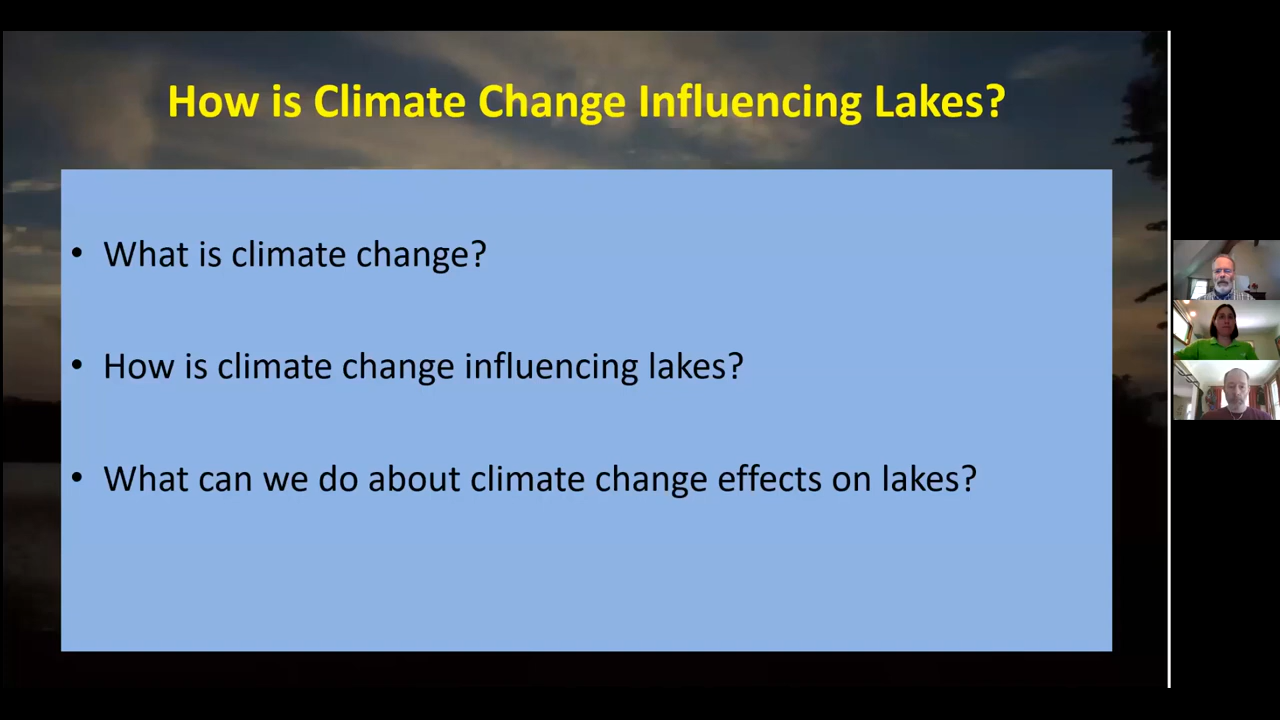 How is Climate Change Influencing Lakes?
• What is climate change?
• How is climate change influencing lakes?
• What can we do about climate change effects on lakes?